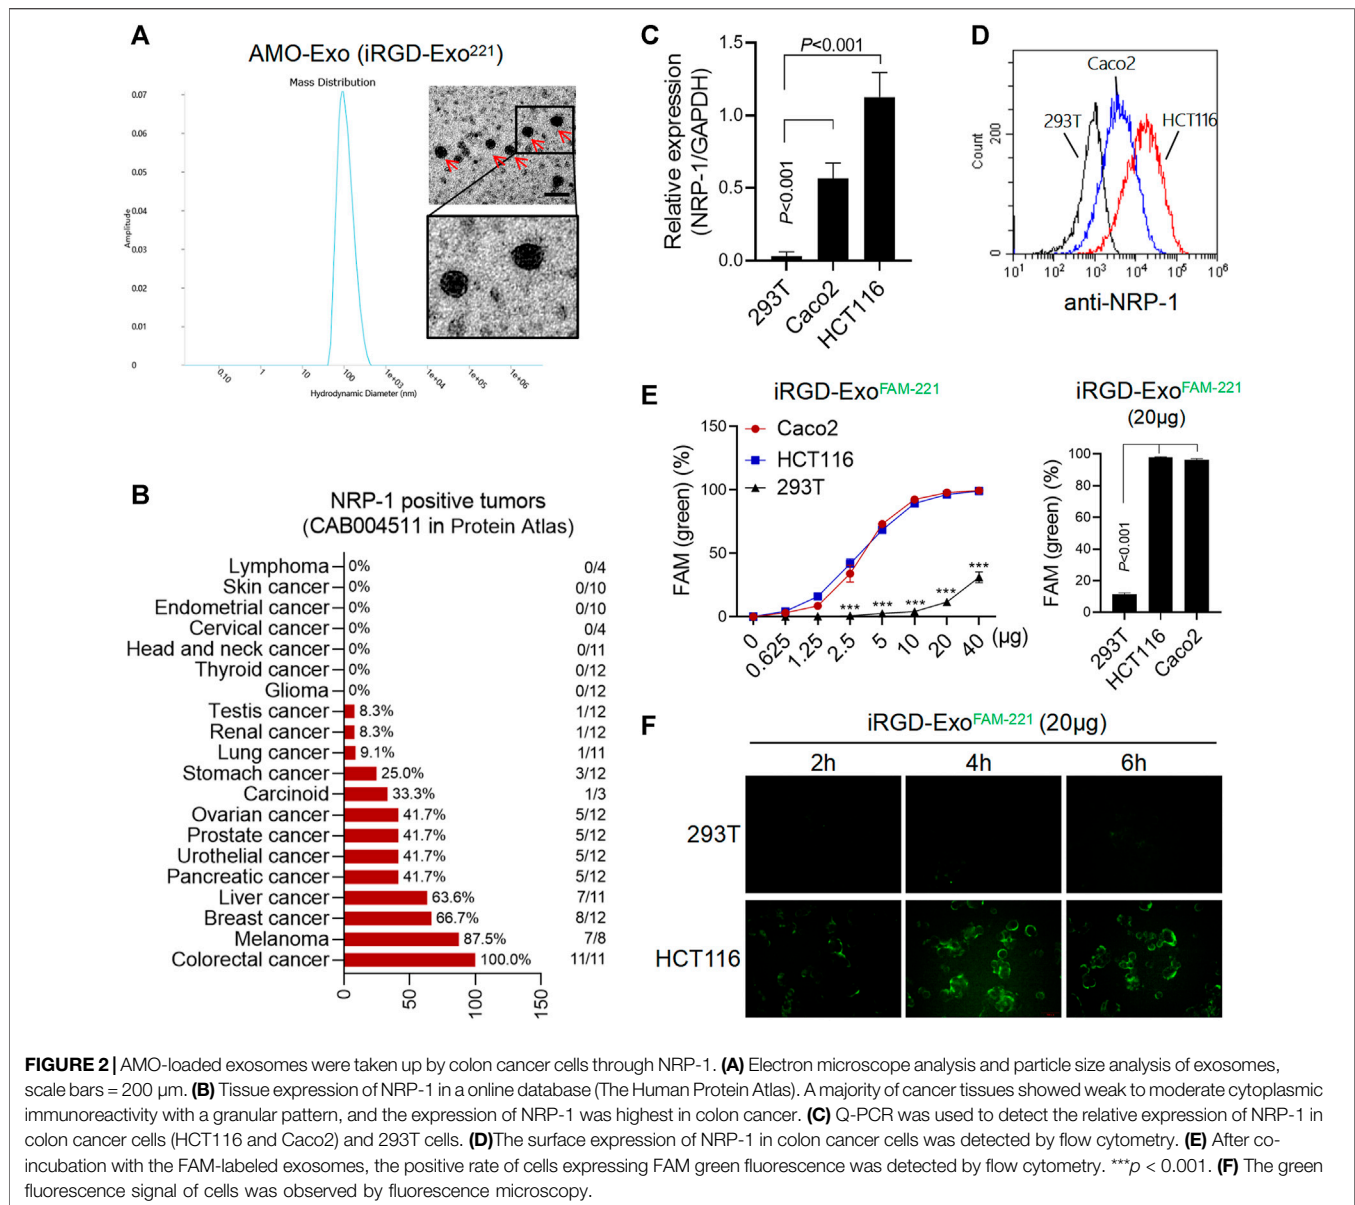 A
AMO-Exo (iRGD-Exo221)
Mass Distribution
0.07
0.06
0.05
0.04
0.03
0.02
0.01
0
Amplitude
0.10
1
10
100
1e+03
1e+04
1e+05
1e+06
Hydrodynamic Diameter (nm)
B
NRP-1 positive tumors
(CAB004511 in Protein Atlas)
Lymphoma 0% 0/4
Skin cancer 0% 0/10
Endometrial cancer 0% 0/10
Cervical cancer 0% 0/4
Head and neck cancer 0% 0/11
Thyroid cancer 0% 0/12
Glioma 0% 0/12
Testis cancer 8.3% 1/12
Renal cancer 8.3% 1/12
Lung cancer 9.1% 1/11
Stomach cancer 25.0% 3/12
Carcinoid 33.3% 1/3
Ovarian cancer 41.7% 5/12
Prostate cancer 41.7% 5/12
Urothelial cancer 41.7% 5/12
Pancreatic cancer 41.7% 5/12
Liver cancer 63.6% 7/11
Breast cancer 66.7% 8/12
Melanoma 87.5% 7/8
Colorectal cancer 100.0% 11/11
0 50 100 150
C
Relative expression
(NRP-1/GAPDH)
1.5
1.0
0.5
0.0
P<0.001
P<0.001
293T
Caco2
HCT116
D
Caco2
293T
HCT116
Count
200
0
10¹ 10² 10³ 10⁴ 10⁵ 10⁶
anti-NRP-1
E
iRGD-ExoFAM-221
FAM (green) (%)
150
100
50
0
Caco2
HCT116
293T
*** *** *** *** ***
0 0.625 1.25 2.5 5 10 20 40 (µg)
iRGD-ExoFAM-221
(20µg)
FAM (green) (%)
100
80
60
40
20
0
P<0.001
293T
HCT116
Caco2
F
iRGD-ExoFAM-221 (20µg)
2h 4h 6h
293T
HCT116
FIGURE 2 | AMO-loaded exosomes were taken up by colon cancer cells through NRP-1. (A) Electron microscope analysis and particle size analysis of exosomes,
scale bars = 200 µm. (B) Tissue expression of NRP-1 in a online database (The Human Protein Atlas). A majority of cancer tissues showed weak to moderate cytoplasmic
immunoreactivity with a granular pattern, and the expression of NRP-1 was highest in colon cancer. (C) Q-PCR was used to detect the relative expression of NRP-1 in
colon cancer cells (HCT116 and Caco2) and 293T cells. (D)The surface expression of NRP-1 in colon cancer cells was detected by flow cytometry. (E) After co-
incubation with the FAM-labeled exosomes, the positive rate of cells expressing FAM green fluorescence was detected by flow cytometry. ***p < 0.001. (F) The green
fluorescence signal of cells was observed by fluorescence microscopy.